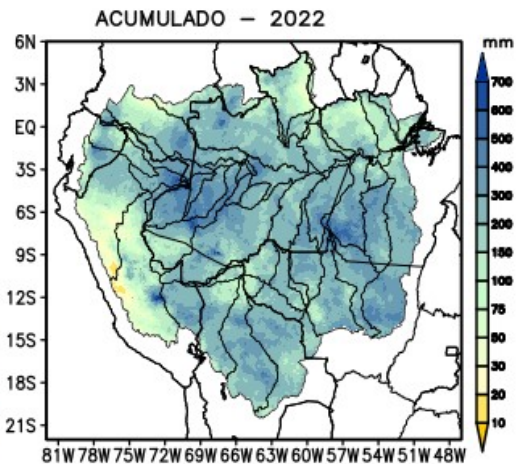 ACUMULADO – 2022
mm
6N
3N
EQ
3S
6S
9S
12S
15S
18S
21S
81W 78W 75W 72W 69W 66W 63W 60W 57W 54W 51W 48W
700
600
500
400
300
200
150
100
75
50
30
20
10